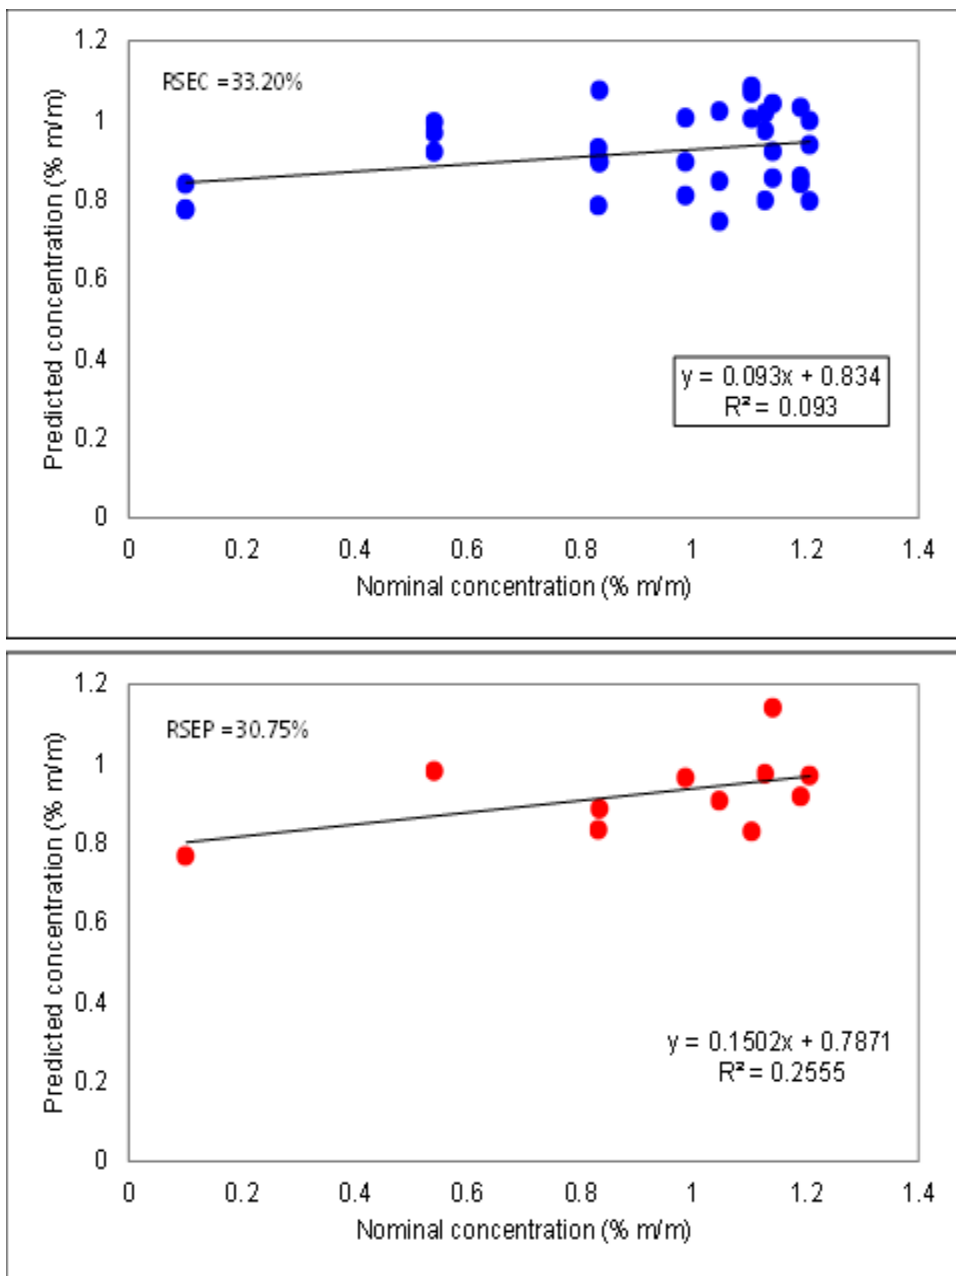 1.2
RSEC =33.20%
1
0.8
0.6
0.4
0.2
0
Predicted concentration (% m/m)
y = 0.093x + 0.834
R² = 0.093
0 0.2 0.4 0.6 0.8 1 1.2 1.4
Nominal concentration (% m/m)
1.2
RSEP =30.75%
1
0.8
0.6
0.4
0.2
0
Predicted concentration (% m/m)
y = 0.1502x + 0.7871
R² = 0.2555
0 0.2 0.4 0.6 0.8 1 1.2 1.4
Nominal concentration (% m/m)